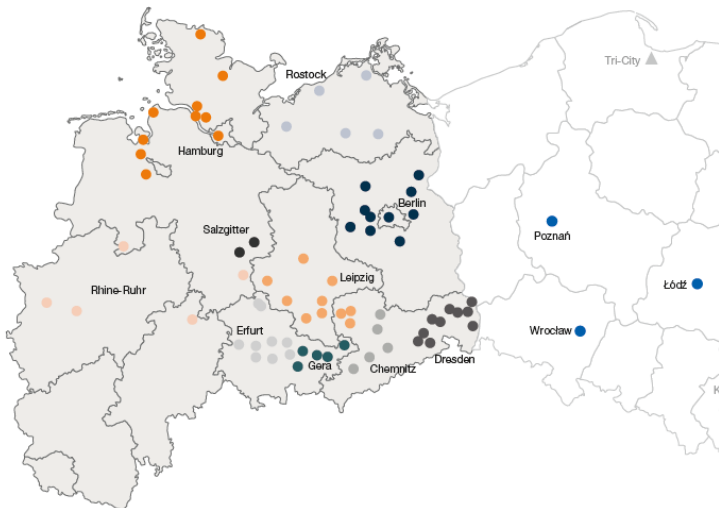 Tri-City
Rostock
Hamburg
Berlin
Salzgitter
Poznań
Leipzig
Łódź
Rhine-Ruhr
Erfurt
Wrocław
Gera
Dresden
Chemnitz
K